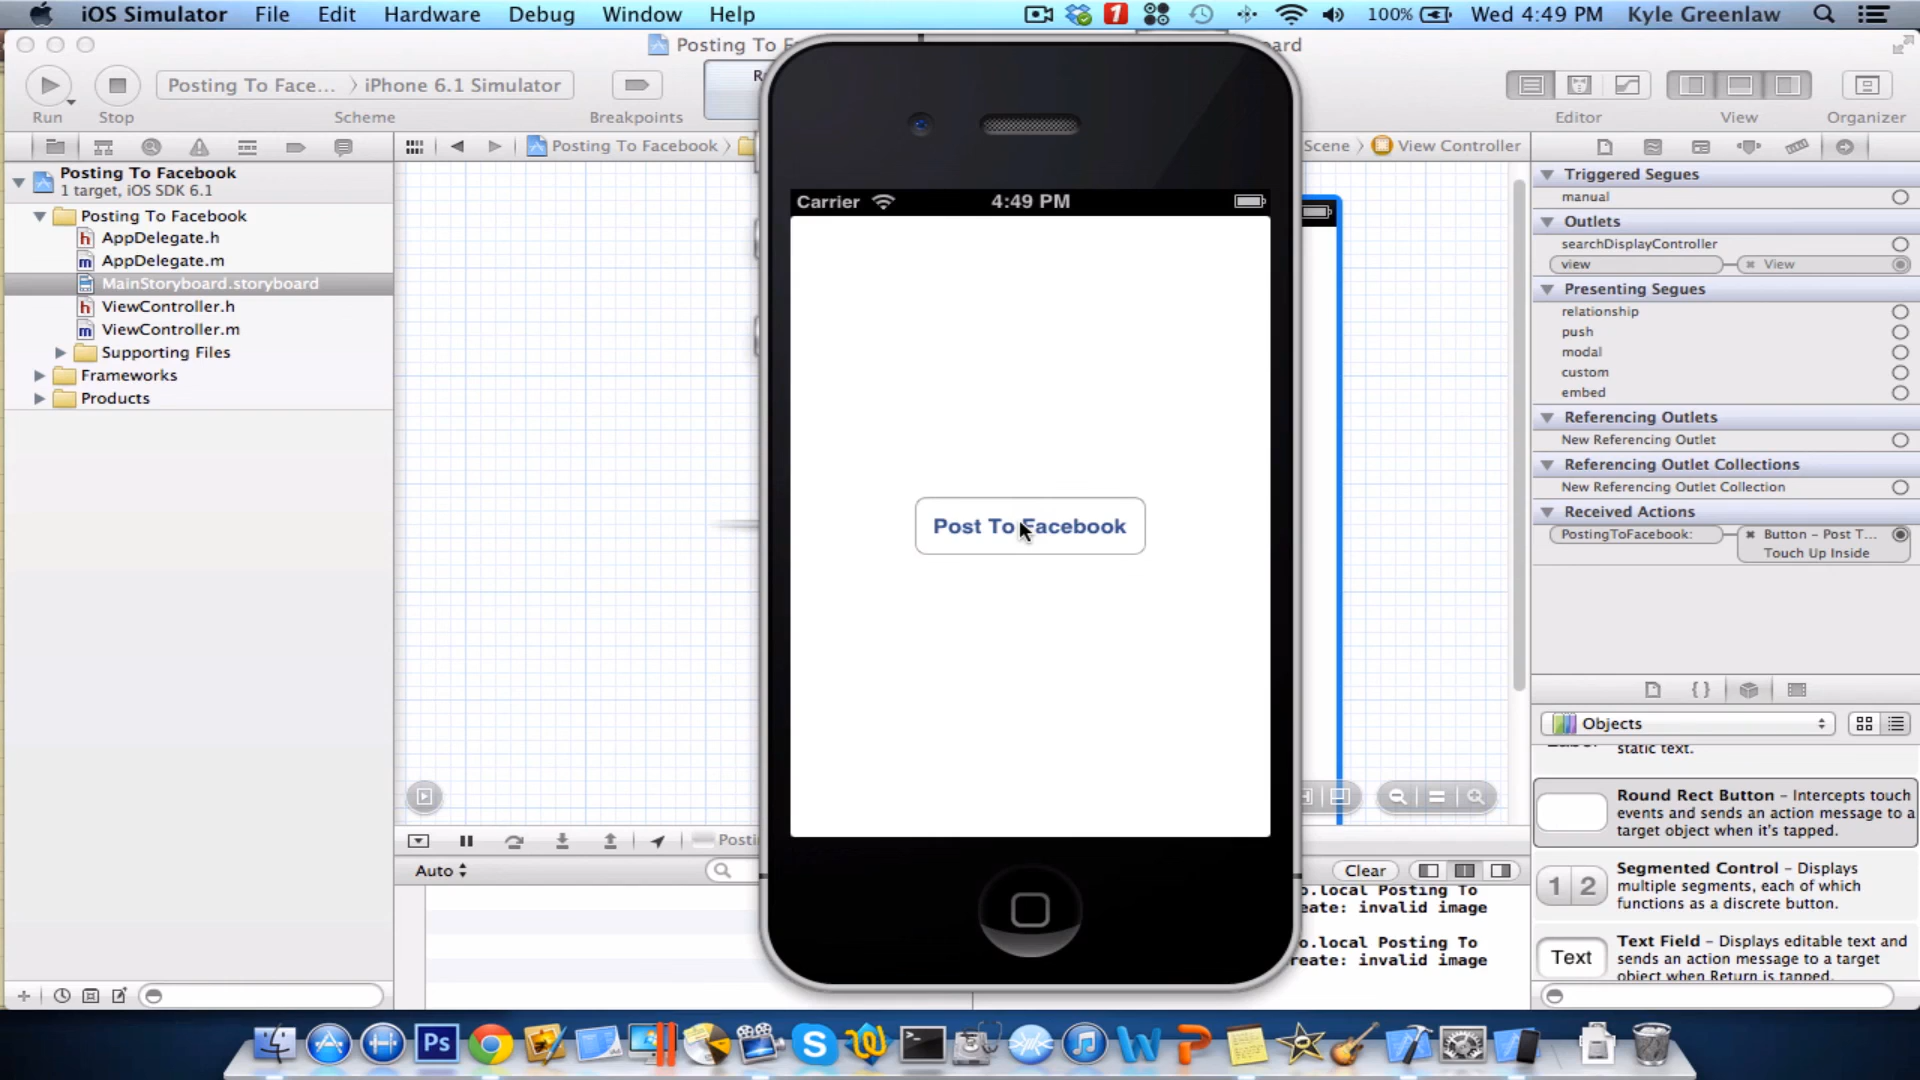 iOS Simulator File Edit Hardware Debug Window Help 1 100% Wed 4:49 PM Kyle Greenlaw
Posting To
Posting To Face... iPhone 6.1 Simulator
Run Stop Scheme Breakpoints Editor View Organizer
Posting To Facebook Scene View Controller
Posting To Facebook
1 target, iOS SDK 6.1
Posting To Facebook
h AppDelegate.h
m AppDelegate.m
MainStoryboard.storyboard
h ViewController.h
m ViewController.m
Supporting Files
Frameworks
Products
Carrier 4:49 PM
Post To Facebook
Triggered Segues
manual
Outlets
searchDisplayController
view View
Presenting Segues
relationship
push
modal
custom
embed
Referencing Outlets
New Referencing Outlet
Referencing Outlet Collections
New Referencing Outlet Collection
Received Actions
PostingToFacebook: Button – Post T...
Touch Up Inside
{ }
Objects
static text.
Round Rect Button – Intercepts touch
events and sends an action message to a
target object when it's tapped.
1 2
Segmented Control – Displays
multiple segments, each of which
functions as a discrete button.
Text
Text Field – Displays editable text and
sends an action message to a target
object when Return is tapped.
Auto
Clear
.local Posting To
eate: invalid image
o.local Posting To
reate: invalid image
Ps